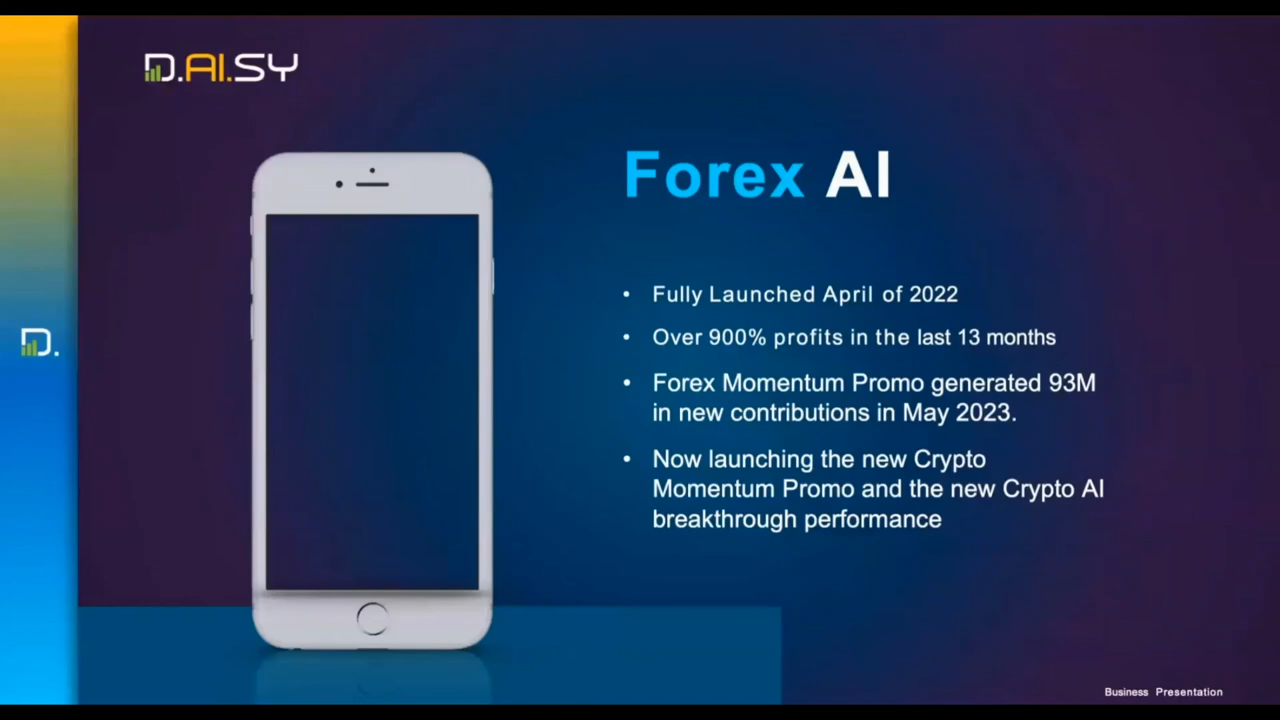 D.AI.SY
Forex AI
• Fully Launched April of 2022
• Over 900% profits in the last 13 months
• Forex Momentum Promo generated 93M
in new contributions in May 2023.
• Now launching the new Crypto
Momentum Promo and the new Crypto AI
breakthrough performance
D.
Business Presentation